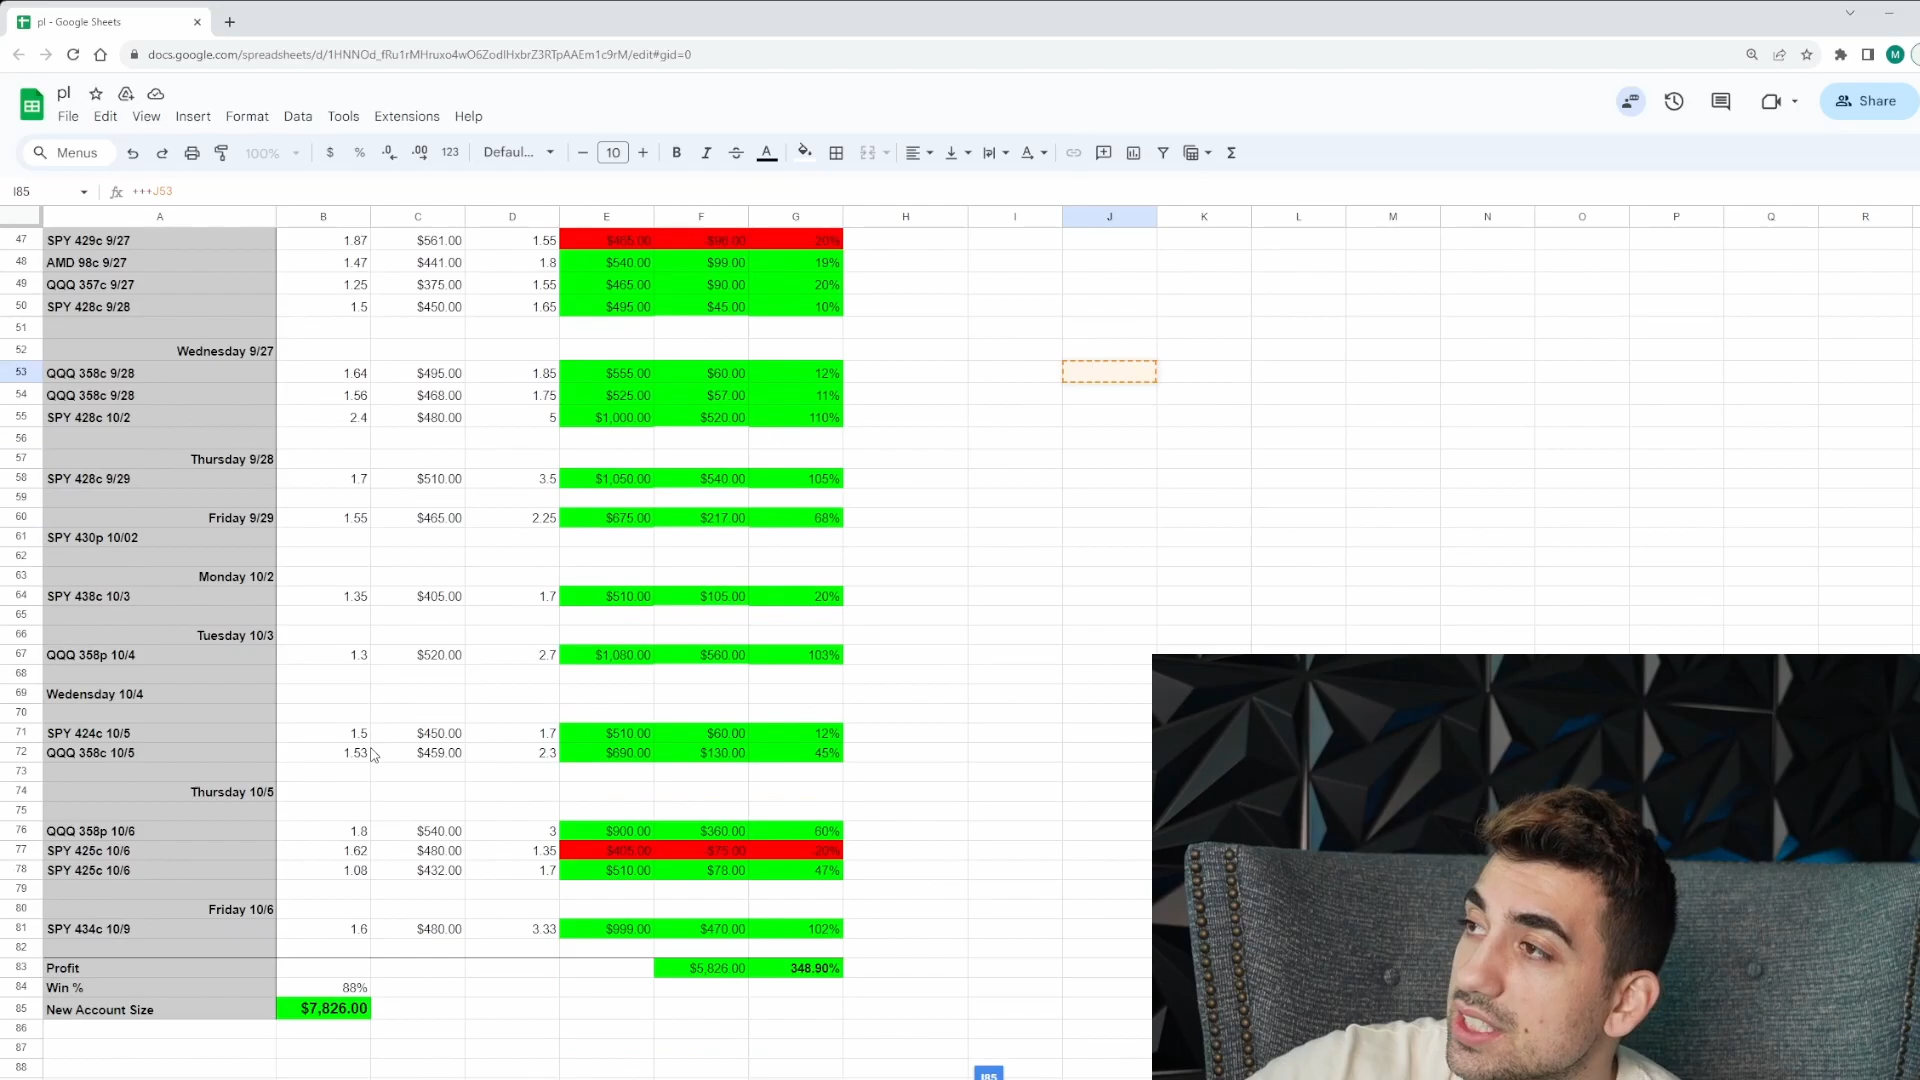 pl - Google Sheets
docs.google.com/spreadsheets/d/1HNNOd_fRu1rMHruxo4wO6ZodIHxbrZ3RTpAAEm1c9rM/edit#gid=0
M
pl
File Edit View Insert Format Data Tools Extensions Help
Share
Menus 100% $ % .0 .00 123 Defaul... 10 B I A
I85 fx +++J53
A B C D E F G H I J K L M N O P Q R
47 SPY 429c 9/27 1.87 $561.00 1.55 $465.00 -$96.00 20%
48 AMD 98c 9/27 1.47 $441.00 1.8 $540.00 $99.00 19%
49 QQQ 357c 9/27 1.25 $375.00 1.55 $465.00 $90.00 20%
50 SPY 428c 9/28 1.5 $450.00 1.65 $495.00 $45.00 10%
51
52 Wednesday 9/27
53 QQQ 358c 9/28 1.64 $495.00 1.85 $555.00 $60.00 12%
54 QQQ 358c 9/28 1.56 $468.00 1.75 $525.00 $57.00 11%
55 SPY 428c 10/2 2.4 $480.00 5 $1,000.00 $520.00 110%
56
57 Thursday 9/28
58 SPY 428c 9/29 1.7 $510.00 3.5 $1,050.00 $540.00 105%
59
60 Friday 9/29 1.55 $465.00 2.25 $675.00 $217.00 68%
61 SPY 430p 10/02
62
63 Monday 10/2
64 SPY 438c 10/3 1.35 $405.00 1.7 $510.00 $105.00 20%
65
66 Tuesday 10/3
67 QQQ 358p 10/4 1.3 $520.00 2.7 $1,080.00 $560.00 103%
68
69 Wedensday 10/4
70
71 SPY 424c 10/5 1.5 $450.00 1.7 $510.00 $60.00 12%
72 QQQ 358c 10/5 1.53 $459.00 2.3 $690.00 $130.00 45%
73
74 Thursday 10/5
75
76 QQQ 358p 10/6 1.8 $540.00 3 $900.00 $360.00 60%
77 SPY 425c 10/6 1.62 $480.00 1.35 $405.00 -$75.00 20%
78 SPY 425c 10/6 1.08 $432.00 1.7 $510.00 $78.00 47%
79
80 Friday 10/6
81 SPY 434c 10/9 1.6 $480.00 3.33 $999.00 $470.00 102%
82
83 Profit $5,826.00 348.90%
84 Win % 88%
85 New Account Size $7,826.00
86
87
88
I85